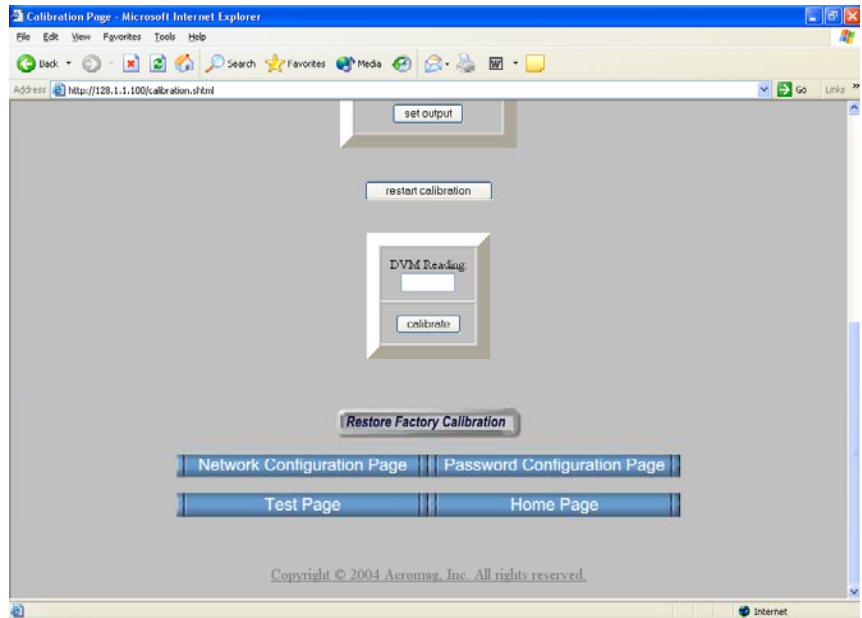 Calibration Page - Microsoft Internet Explorer
File Edit View Favorites Tools Help
Back Search Favorites Media
Address http://128.1.1.100/calibration.shtml Go Links »
set output
restart calibration
DVM Reading:
calibrate
Restore Factory Calibration
Network Configuration Page Password Configuration Page
Test Page Home Page
Copyright © 2004 Acromag, Inc. All rights reserved.
Internet